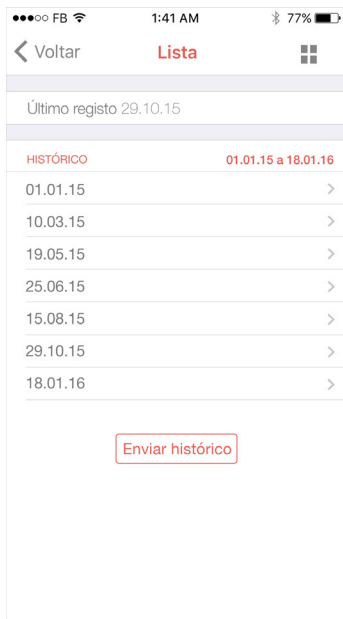 FB 1:41 AM 77%
Voltar Lista
Último registo 29.10.15
HISTÓRICO 01.01.15 a 18.01.16
01.01.15
10.03.15
19.05.15
25.06.15
15.08.15
29.10.15
18.01.16
Enviar histórico